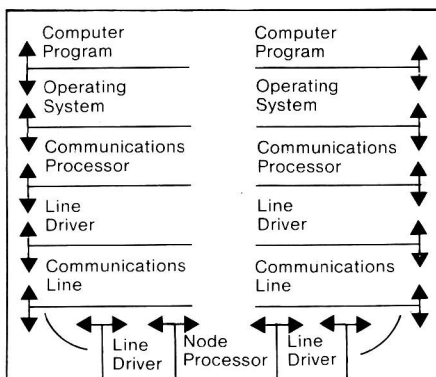 Computer
Program
Operating
System
Communications
Processor
Line
Driver
Communications
Line
Computer
Program
Operating
System
Communications
Processor
Line
Driver
Communications
Line
Line
Driver
Node
Processor
Line
Driver